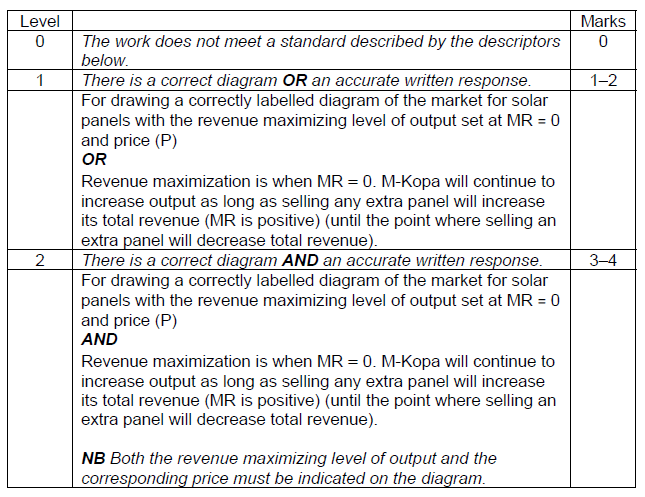 Level Marks
0 The work does not meet a standard described by the descriptors 0
below.
1 There is a correct diagram OR an accurate written response. 1–2
For drawing a correctly labelled diagram of the market for solar
panels with the revenue maximizing level of output set at MR = 0
and price (P)
OR
Revenue maximization is when MR = 0. M-Kopa will continue to
increase output as long as selling any extra panel will increase
its total revenue (MR is positive) (until the point where selling an
extra panel will decrease total revenue).
2 There is a correct diagram AND an accurate written response. 3–4
For drawing a correctly labelled diagram of the market for solar
panels with the revenue maximizing level of output set at MR = 0
and price (P)
AND
Revenue maximization is when MR = 0. M-Kopa will continue to
increase output as long as selling any extra panel will increase
its total revenue (MR is positive) (until the point where selling an
extra panel will decrease total revenue).
NB Both the revenue maximizing level of output and the
corresponding price must be indicated on the diagram.